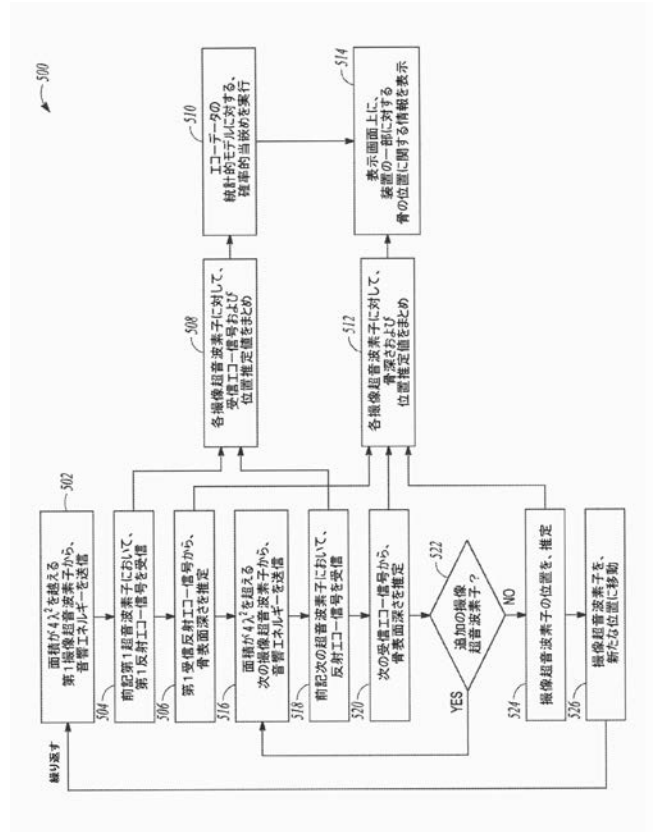 500
面積が4λ²を越える
第1撮像超音波素子から、
音響エネルギーを送信
502
前記第1超音波素子において、
第1反射エコー信号を受信
504
第1受信反射エコー信号から、
骨表面深さを推定
506
面積が4λ²を超える
次の撮像超音波素子から、
音響エネルギーを送信
516
前記次の超音波素子において、
反射エコー信号を受信
518
次の受信エコー信号から、
骨表面深さを推定
520
追加の撮像
超音波素子?
522
YES
NO
撮像超音波素子の位置を、推定
524
撮像超音波素子を、
新たな位置に移動
526
繰り返す
各撮像超音波素子に対して、
受信エコー信号および
位置推定値をまとめ
508
エコーデータの
統計的モデルに対する、
確率的当嵌めを実行
510
各撮像超音波素子に対して、
骨深さおよび
位置推定値をまとめ
512
表示画面上に、
装置の一部に対する
骨の位置に関する情報を表示
514